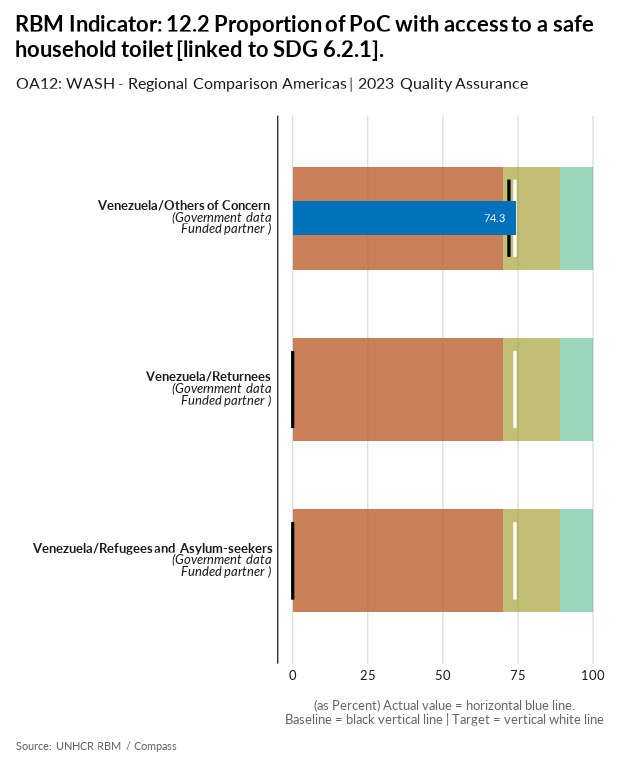 RBM Indicator: 12.2 Proportion of PoC with access to a safe
household toilet [linked to SDG 6.2.1].
OA12: WASH - Regional Comparison Americas | 2023 Quality Assurance
Venezuela/Others of Concern
(Government data
Funded partner )
74.3
Venezuela/Returnees
(Government data
Funded partner )
Venezuela/Refugees and Asylum-seekers
(Government data
Funded partner )
0 25 50 75 100
(as Percent) Actual value = horizontal blue line.
Baseline = black vertical line | Target = vertical white line
Source: UNHCR RBM / Compass